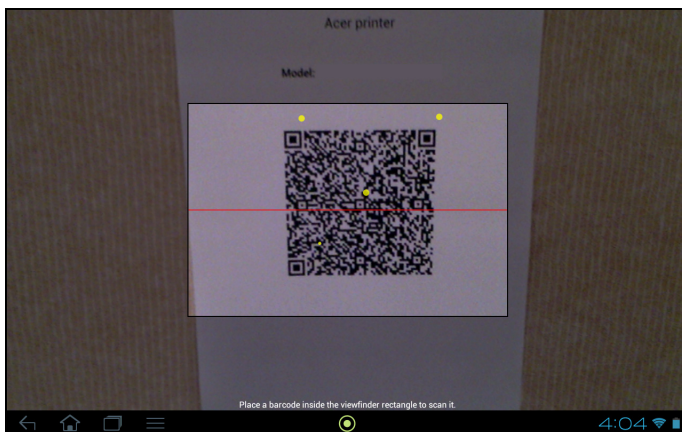 Acer printer
Model:
Place a barcode inside the viewfinder rectangle to scan it.
4:04